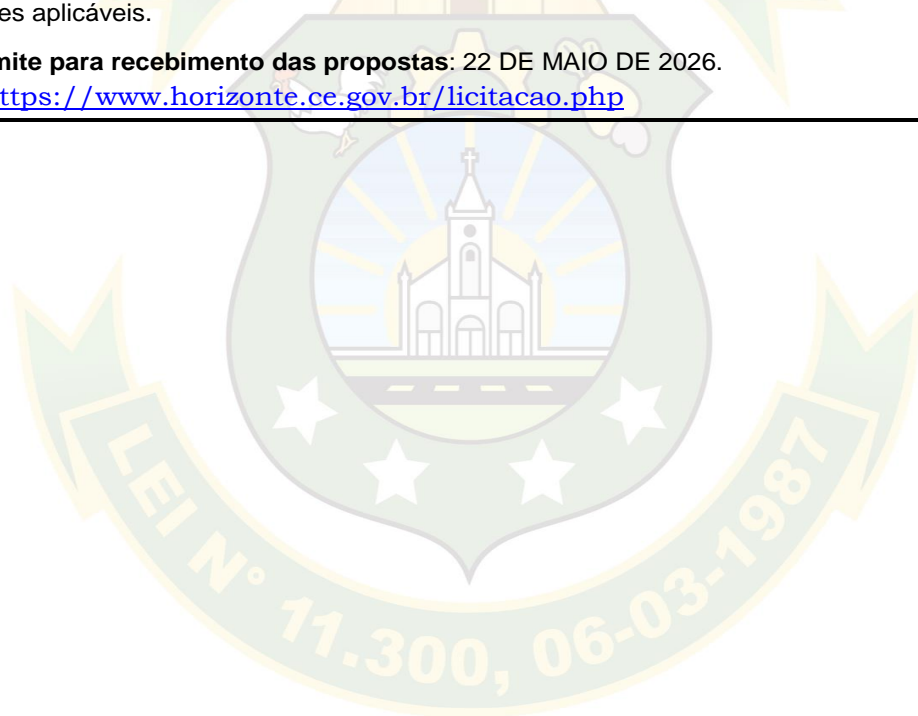 es aplicáveis.
mite para recebimento das propostas: 22 DE MAIO DE 2026.
ttps://www.horizonte.ce.gov.br/licitacao.php
LEI Nº 11.300, 06-03-1987